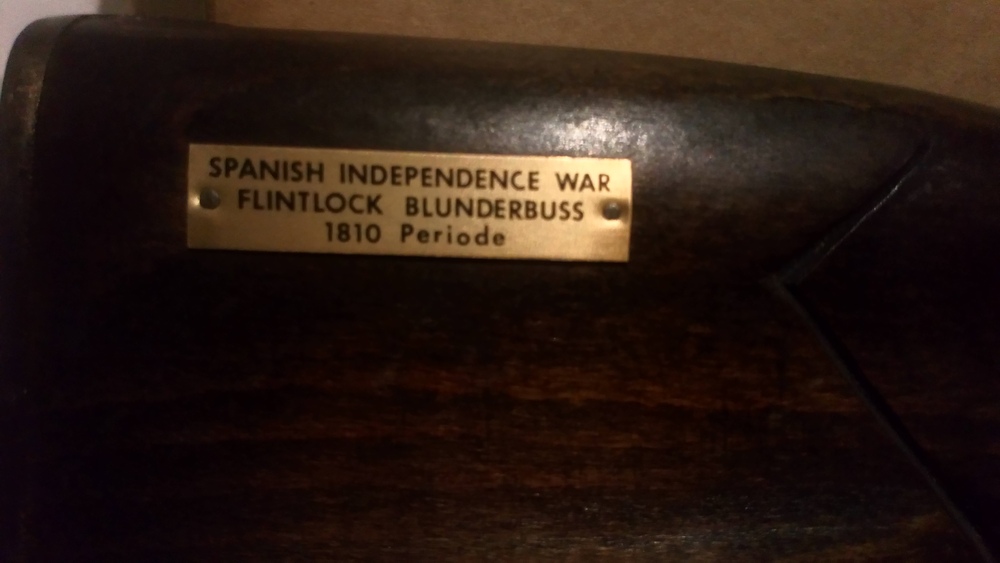 SPANISH INDEPENDENCE WAR
FLINTLOCK BLUNDERBUSS
1810 Periode